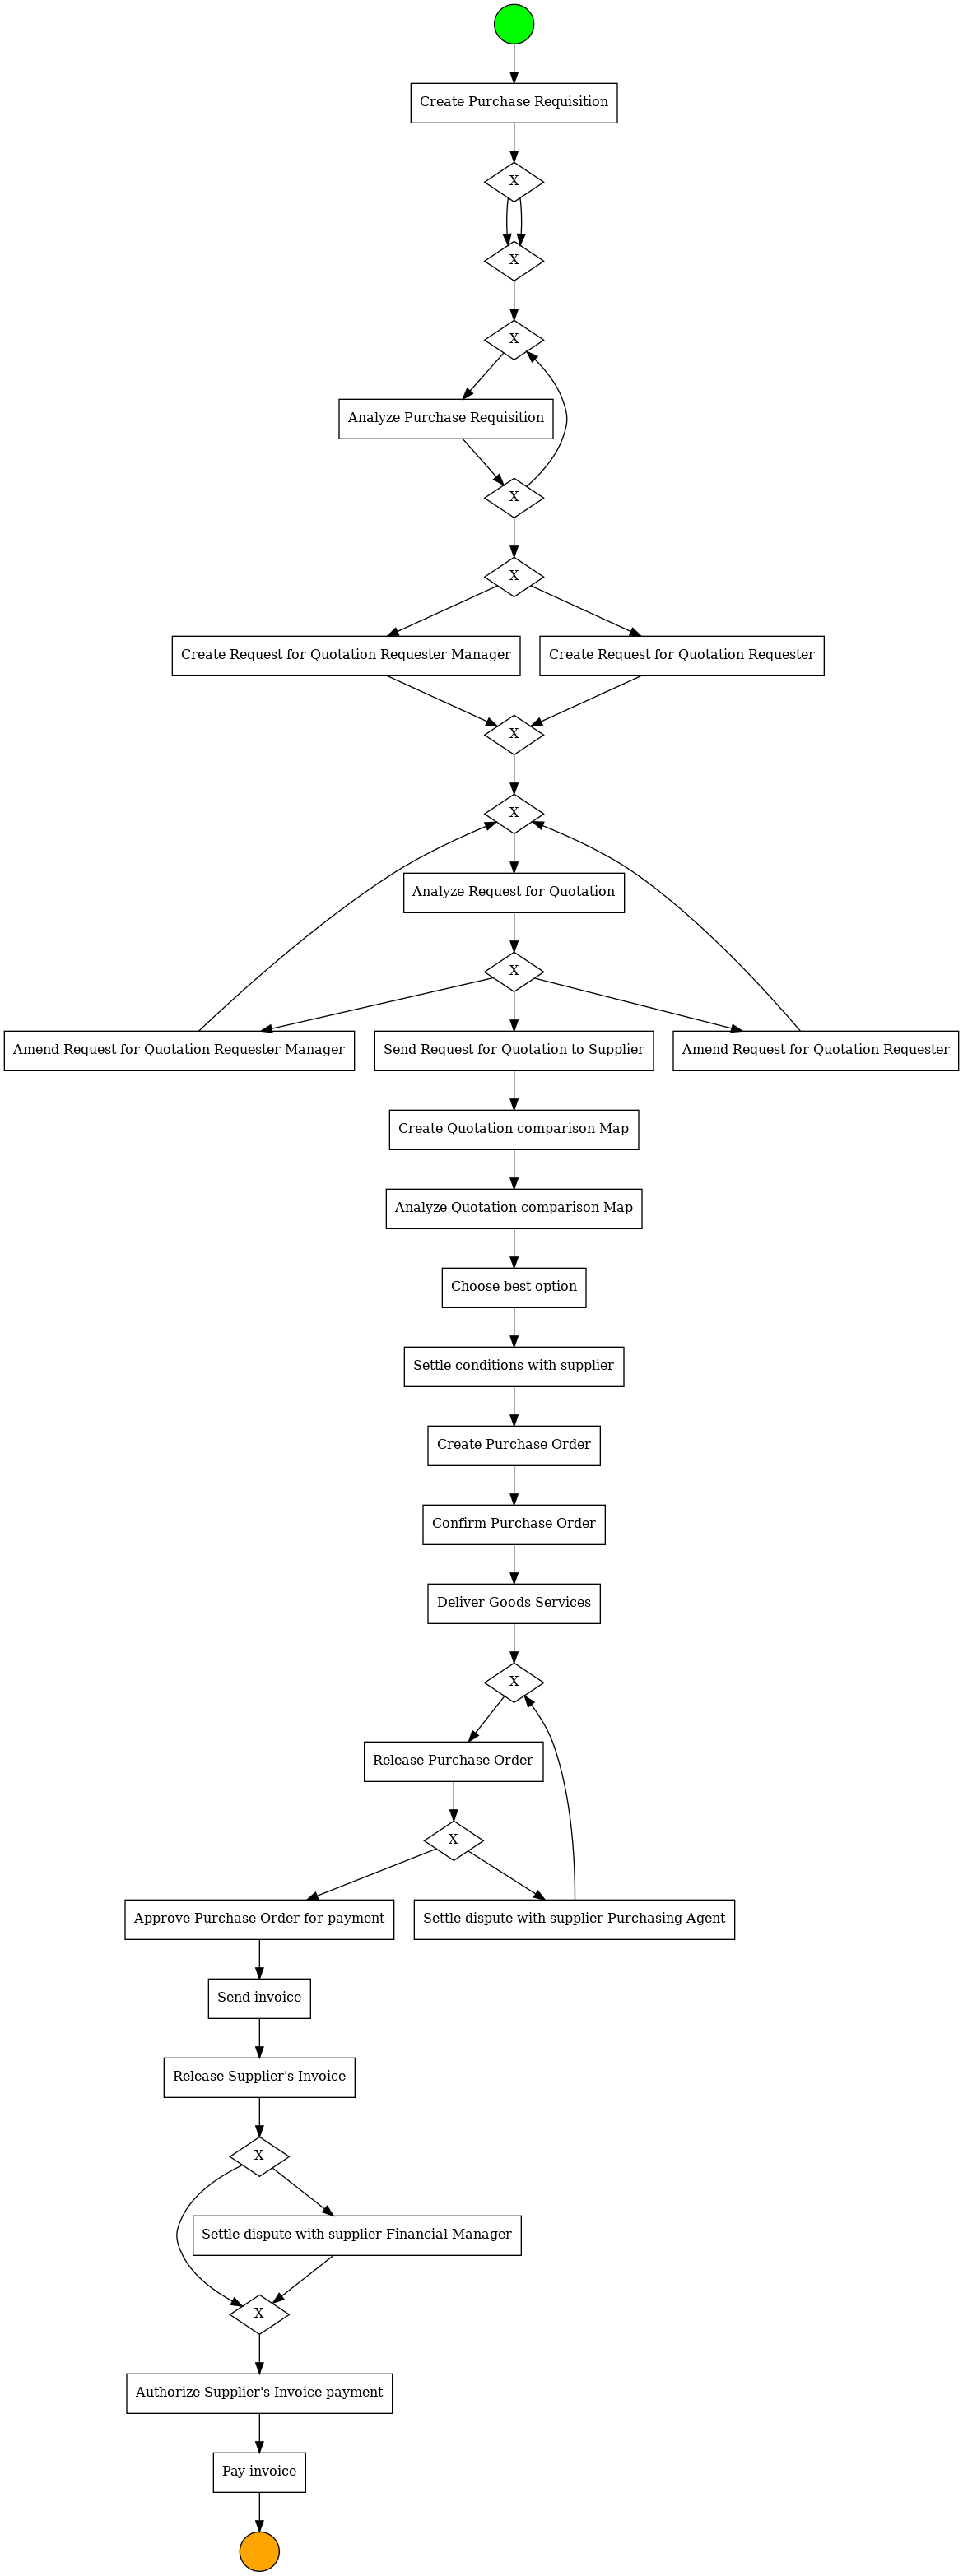 Create Purchase Requisition
X
X
X
Analyze Purchase Requisition
X
X
Create Request for Quotation Requester Manager
Create Request for Quotation Requester
X
X
Analyze Request for Quotation
X
Amend Request for Quotation Requester Manager
Send Request for Quotation to Supplier
Amend Request for Quotation Requester
Create Quotation comparison Map
Analyze Quotation comparison Map
Choose best option
Settle conditions with supplier
Create Purchase Order
Confirm Purchase Order
Deliver Goods Services
X
Release Purchase Order
X
Approve Purchase Order for payment
Settle dispute with supplier Purchasing Agent
Send invoice
Release Supplier's Invoice
X
Settle dispute with supplier Financial Manager
X
Authorize Supplier's Invoice payment
Pay invoice